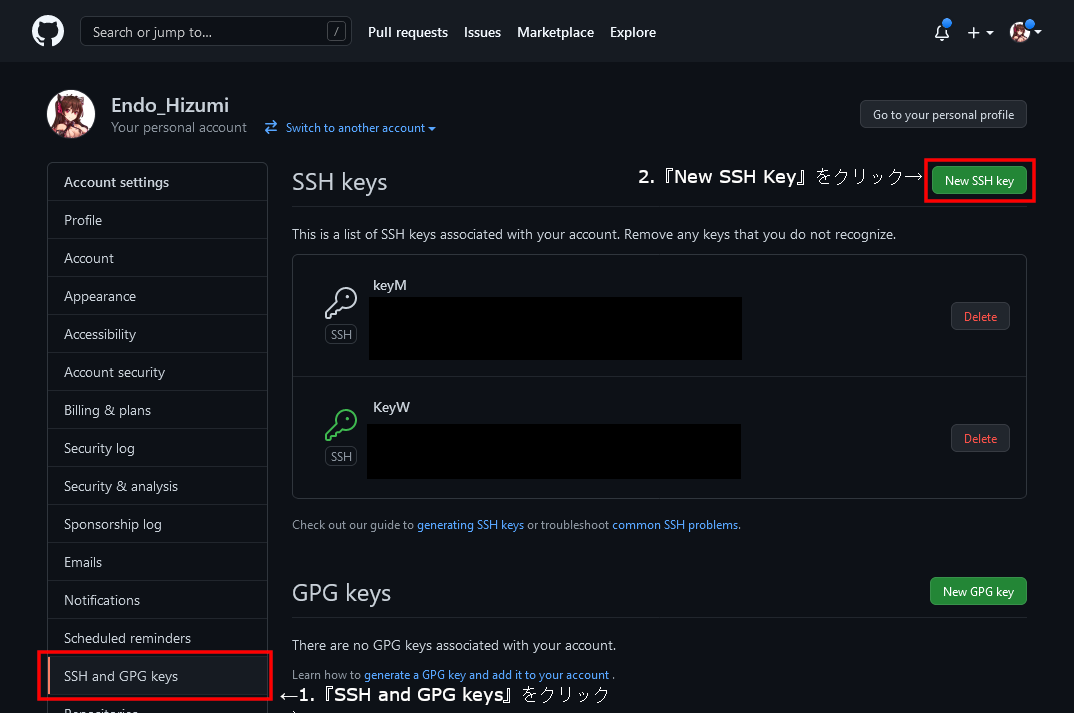 Search or jump to…
/
Pull requests
Issues
Marketplace
Explore
Endo_Hizumi
Your personal account
Switch to another account
Go to your personal profile
Account settings
Profile
Account
Appearance
Accessibility
Account security
Billing & plans
Security log
Security & analysis
Sponsorship log
Emails
Notifications
Scheduled reminders
SSH and GPG keys
Repositories
←1.『SSH and GPG keys』をクリック
SSH keys
2.『New SSH Key』をクリック→
New SSH key
This is a list of SSH keys associated with your account. Remove any keys that you do not recognize.
keyM
SSH
Delete
KeyW
SSH
Delete
Check out our guide to generating SSH keys or troubleshoot common SSH problems.
GPG keys
New GPG key
There are no GPG keys associated with your account.
Learn how to generate a GPG key and add it to your account .